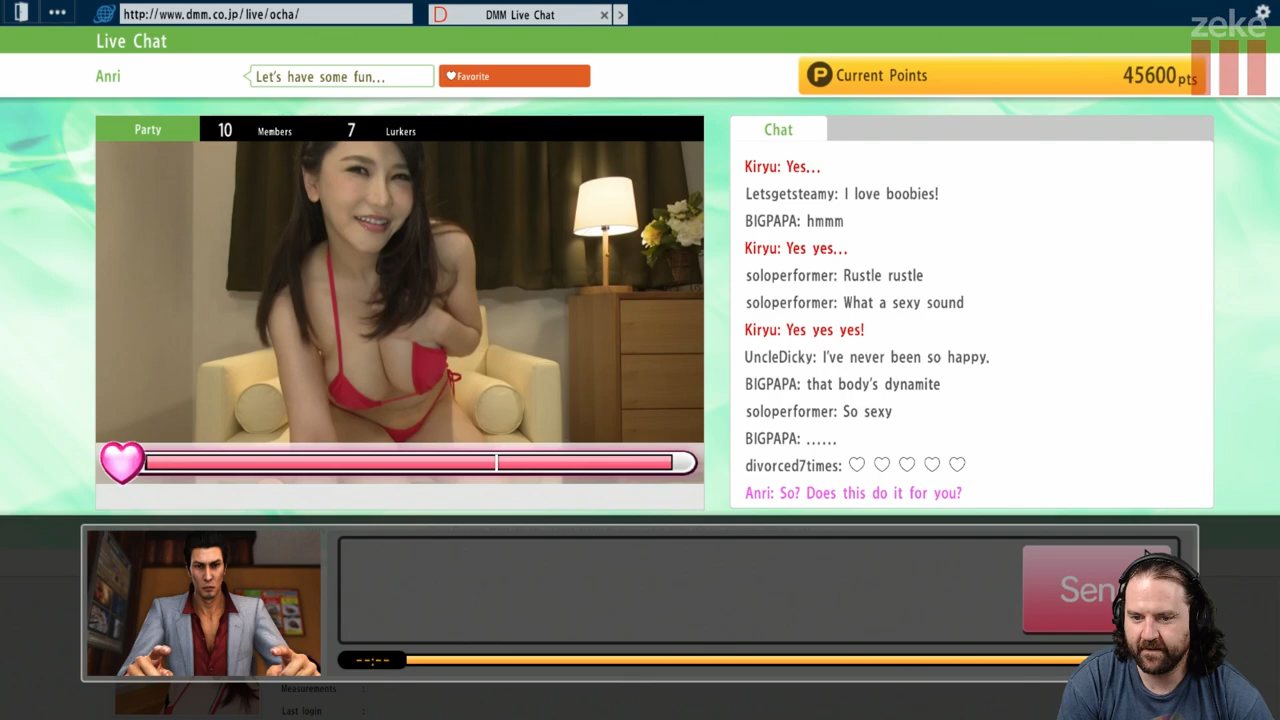 http://www.dmm.co.jp/live/ocha/
D
DMM Live Chat
zeke
Live Chat
Anri
Let's have some fun...
Favorite
P
Current Points
45600pts
Party
10 Members
7 Lurkers
Chat
Kiryu: Yes...
Letsgetsteamy: I love boobies!
BIGPAPA: hmmm
Kiryu: Yes yes...
soloperformer: Rustle rustle
soloperformer: What a sexy sound
Kiryu: Yes yes yes!
UncleDicky: I've never been so happy.
BIGPAPA: that body's dynamite
soloperformer: So sexy
BIGPAPA: ......
divorced7times: ♡ ♡ ♡ ♡ ♡
Anri: So? Does this do it for you?
Sen
--:--
Measurements :
Last login :